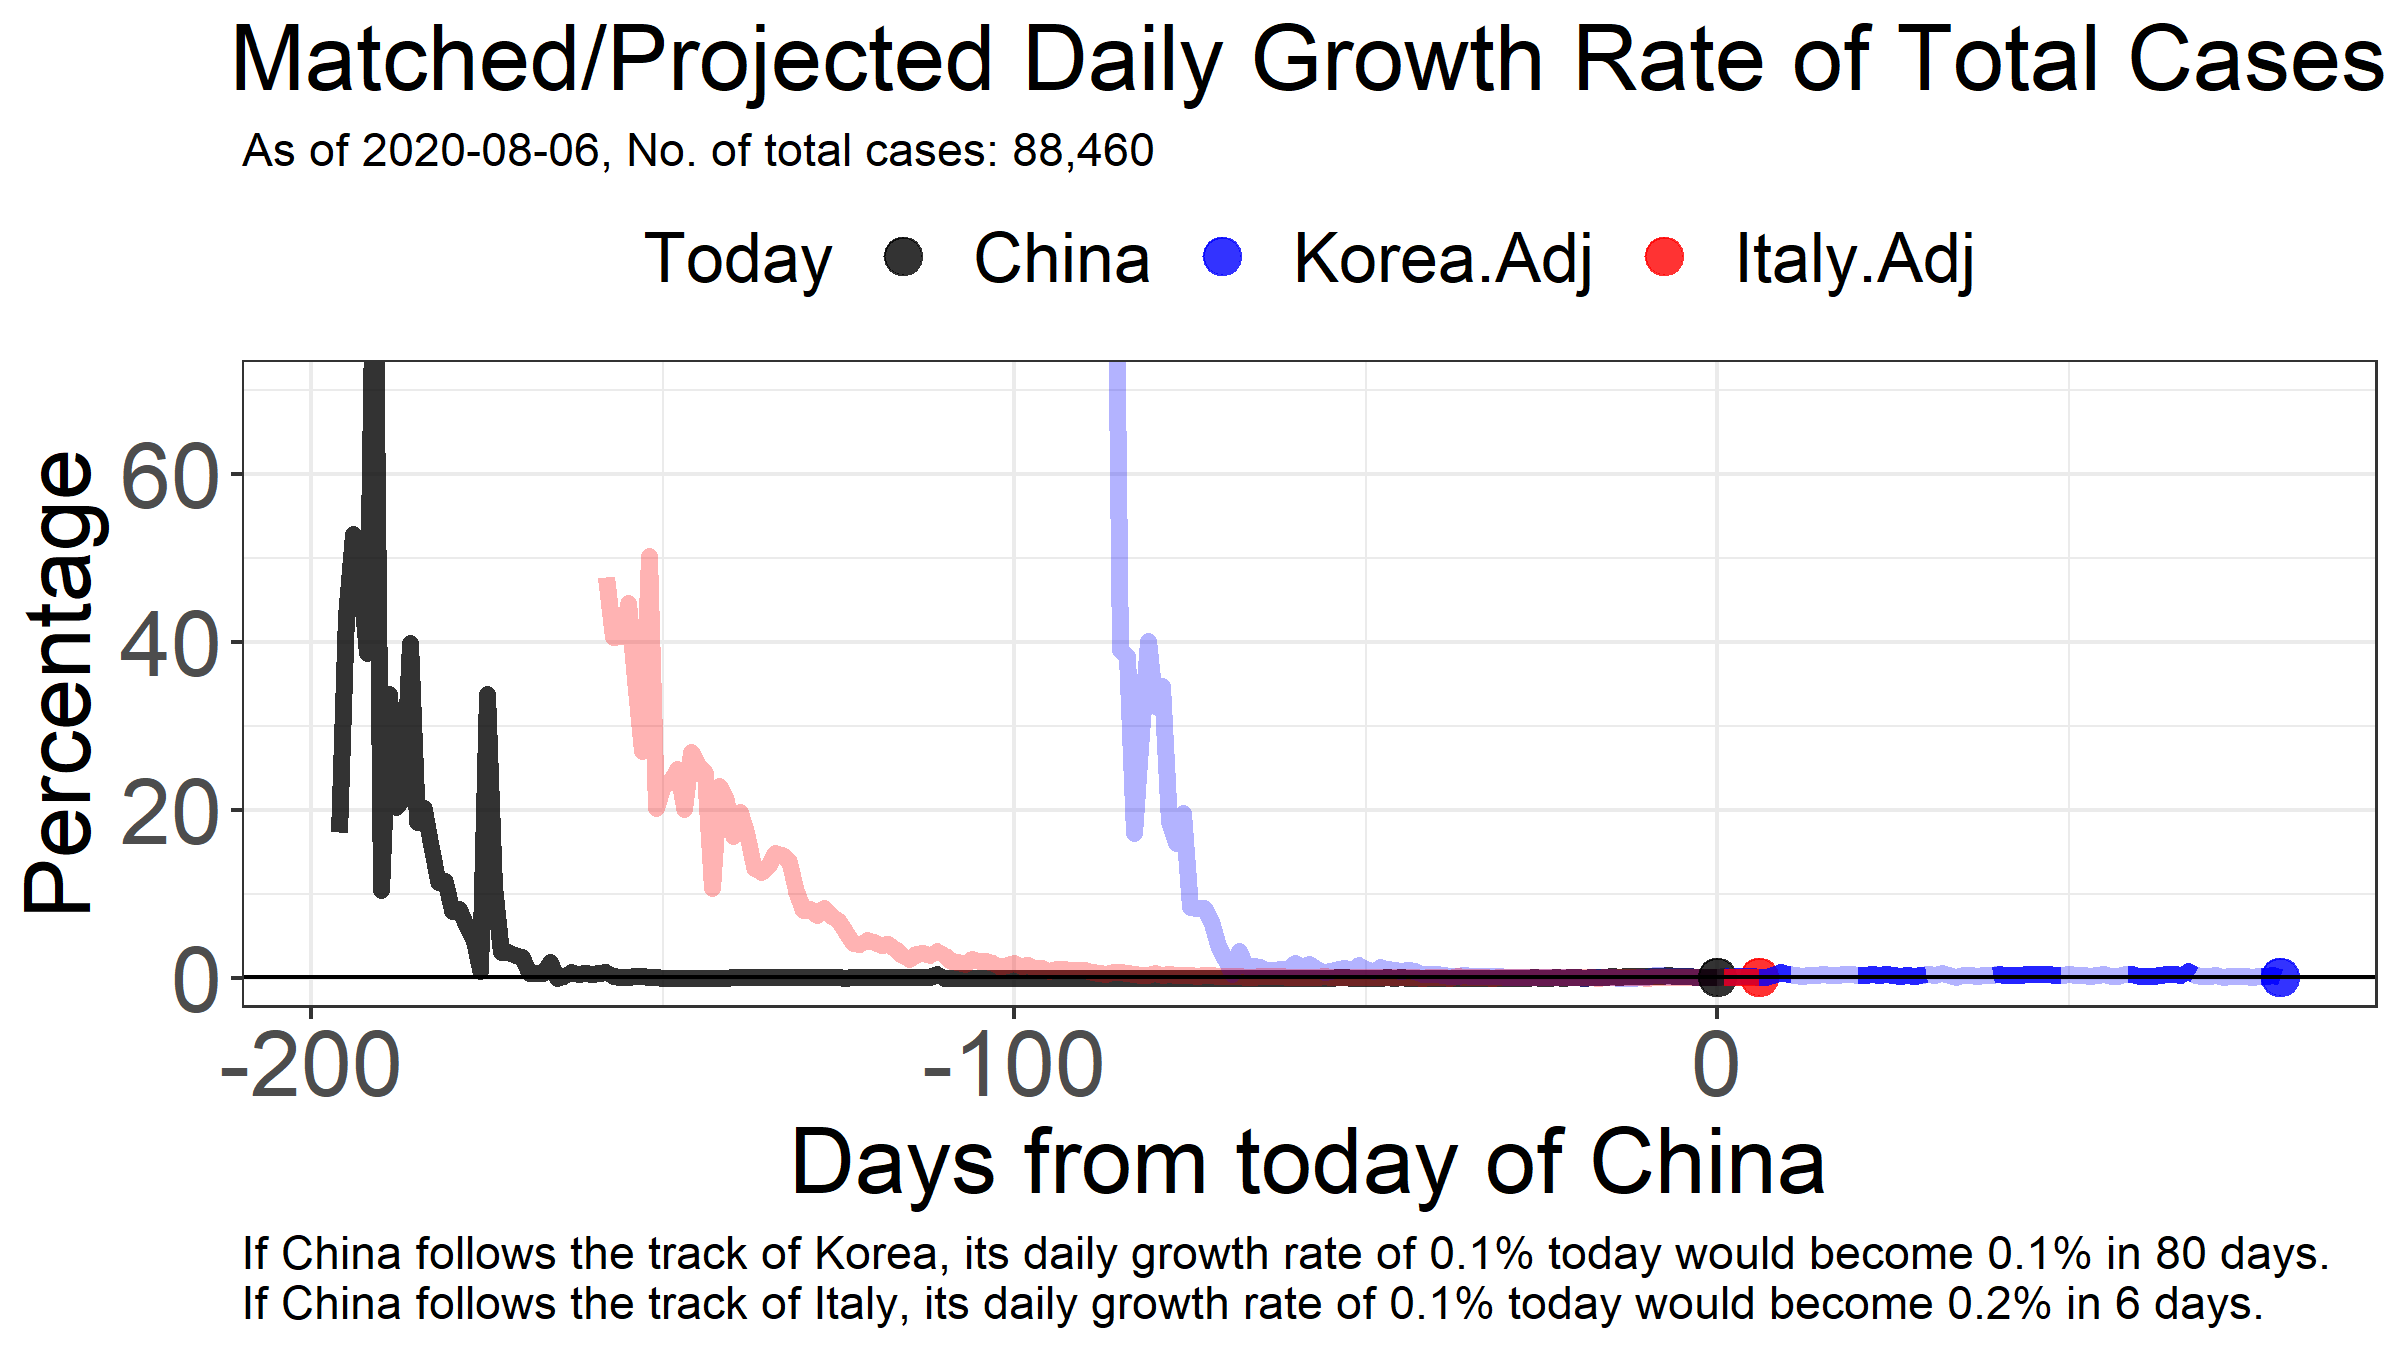 Matched/Projected Daily Growth Rate of Total Cases
As of 2020-08-06, No. of total cases: 88,460
Today China Korea.Adj Italy.Adj
Percentage
60
40
20
0
-200 -100 0
Days from today of China
If China follows the track of Korea, its daily growth rate of 0.1% today would become 0.1% in 80 days.
If China follows the track of Italy, its daily growth rate of 0.1% today would become 0.2% in 6 days.